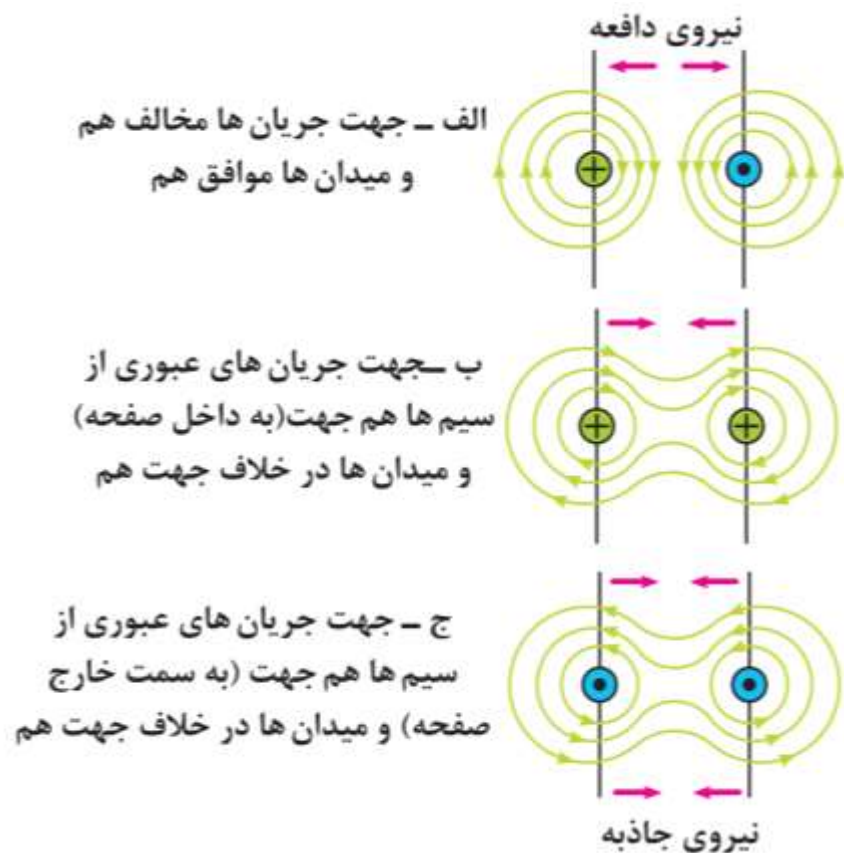 نیروی دافعه
الف ـ جهت جریان ها مخالف هم
و میدان ها موافق هم
ب ـجهت جریان های عبوری از
سیم ها هم جهت(به داخل صفحه)
و میدان ها در خلاف جهت هم
ج ـ جهت جریان های عبوری از
سیم ها هم جهت (به سمت خارج
صفحه) و میدان ها در خلاف جهت هم
نیروی جاذبه